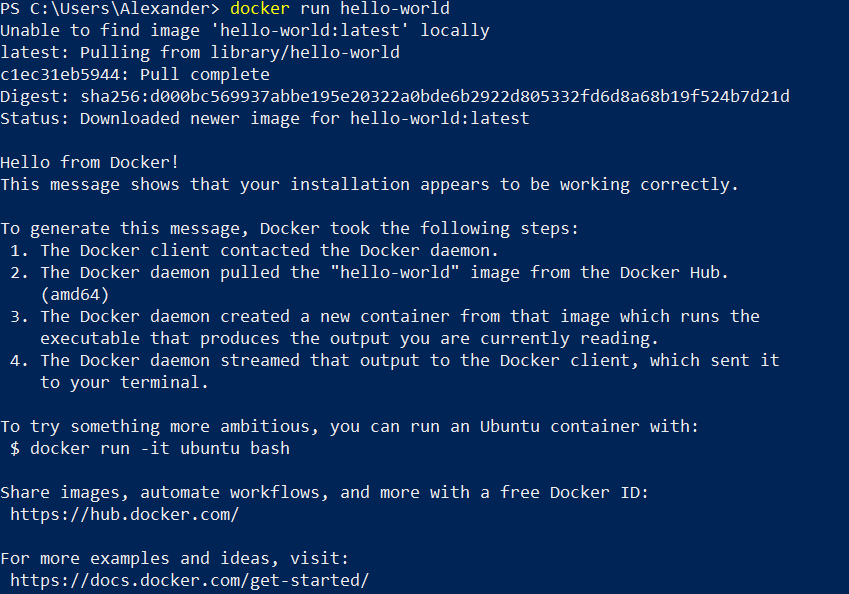 PS C:\Users\Alexander> docker run hello-world
Unable to find image 'hello-world:latest' locally
latest: Pulling from library/hello-world
c1ec31eb5944: Pull complete
Digest: sha256:d000bc569937abbe195e20322a0bde6b2922d805332fd6d8a68b19f524b7d21d
Status: Downloaded newer image for hello-world:latest

Hello from Docker!
This message shows that your installation appears to be working correctly.

To generate this message, Docker took the following steps:
 1. The Docker client contacted the Docker daemon.
 2. The Docker daemon pulled the "hello-world" image from the Docker Hub.
    (amd64)
 3. The Docker daemon created a new container from that image which runs the
    executable that produces the output you are currently reading.
 4. The Docker daemon streamed that output to the Docker client, which sent it
    to your terminal.

To try something more ambitious, you can run an Ubuntu container with:
 $ docker run -it ubuntu bash

Share images, automate workflows, and more with a free Docker ID:
 https://hub.docker.com/

For more examples and ideas, visit:
 https://docs.docker.com/get-started/